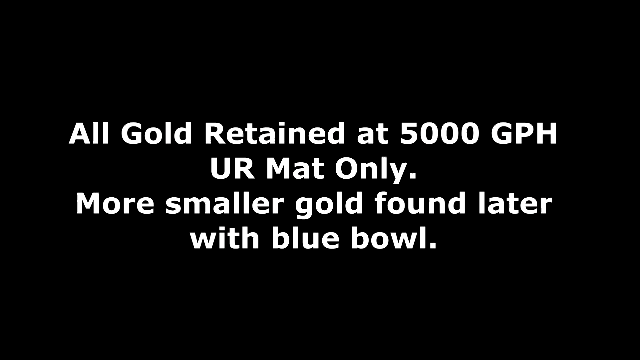 All Gold Retained at 5000 GPH
UR Mat Only.
More smaller gold found later
with blue bowl.